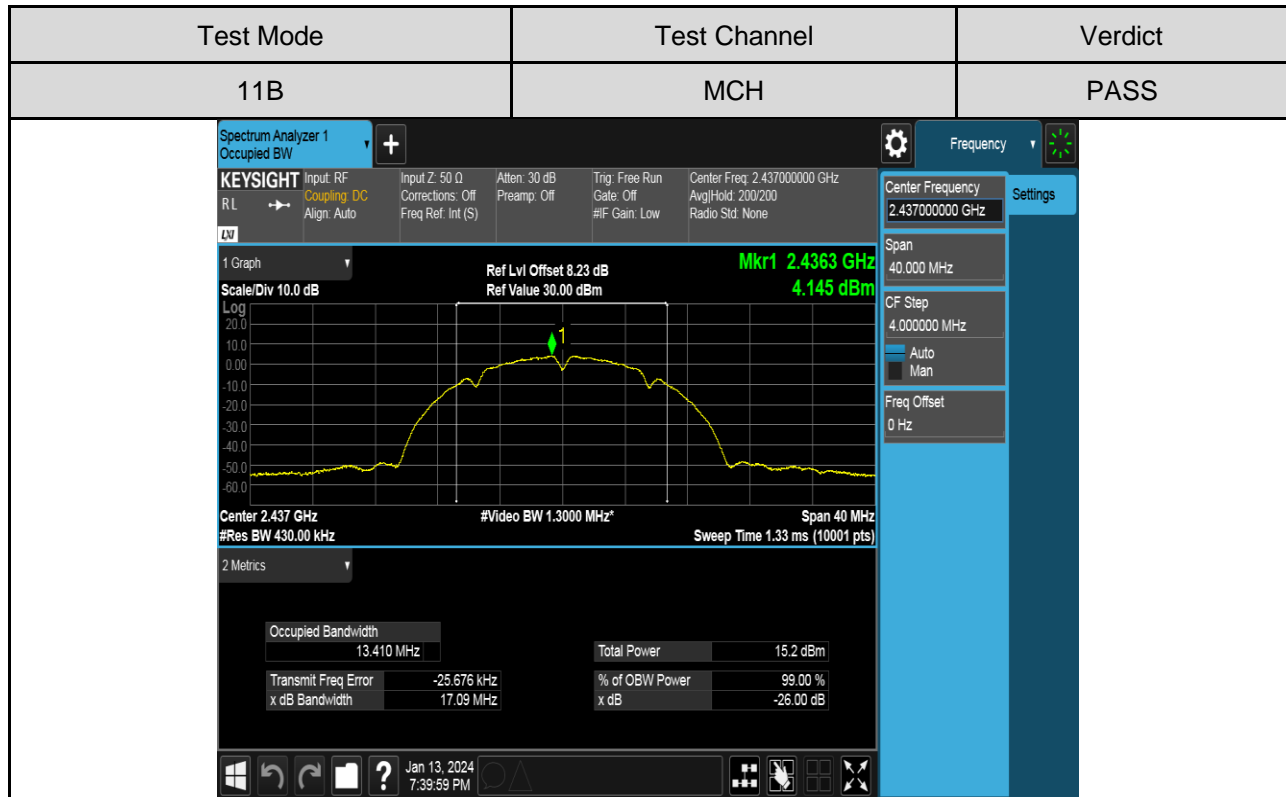 Test Mode Test Channel Verdict
11B MCH PASS
Spectrum Analyzer 1
Occupied BW
+
Frequency
KEYSIGHT
R L
LXI
Input: RF
Coupling: DC
Align: Auto
Input Z: 50 Ω
Corrections: Off
Freq Ref: Int (S)
Atten: 30 dB
Preamp: Off
Trig: Free Run
Gate: Off
#IF Gain: Low
Center Freq: 2.437000000 GHz
Avg|Hold: 200/200
Radio Std: None
Center Frequency
2.437000000 GHz
Settings
Span
40.000 MHz
CF Step
4.000000 MHz
Auto
Man
Freq Offset
0 Hz
1 Graph
Scale/Div 10.0 dB
Ref Lvl Offset 8.23 dB
Ref Value 30.00 dBm
Mkr1 2.4363 GHz
4.145 dBm
Log
20.0
10.0
0.00
-10.0
-20.0
-30.0
-40.0
-50.0
-60.0
1
Center 2.437 GHz #Video BW 1.3000 MHz* Span 40 MHz
#Res BW 430.00 kHz Sweep Time 1.33 ms (10001 pts)
2 Metrics
Occupied Bandwidth
13.410 MHz
Total Power 15.2 dBm
Transmit Freq Error -25.676 kHz % of OBW Power 99.00 %
x dB Bandwidth 17.09 MHz x dB -26.00 dB
?
Jan 13, 2024
7:39:59 PM